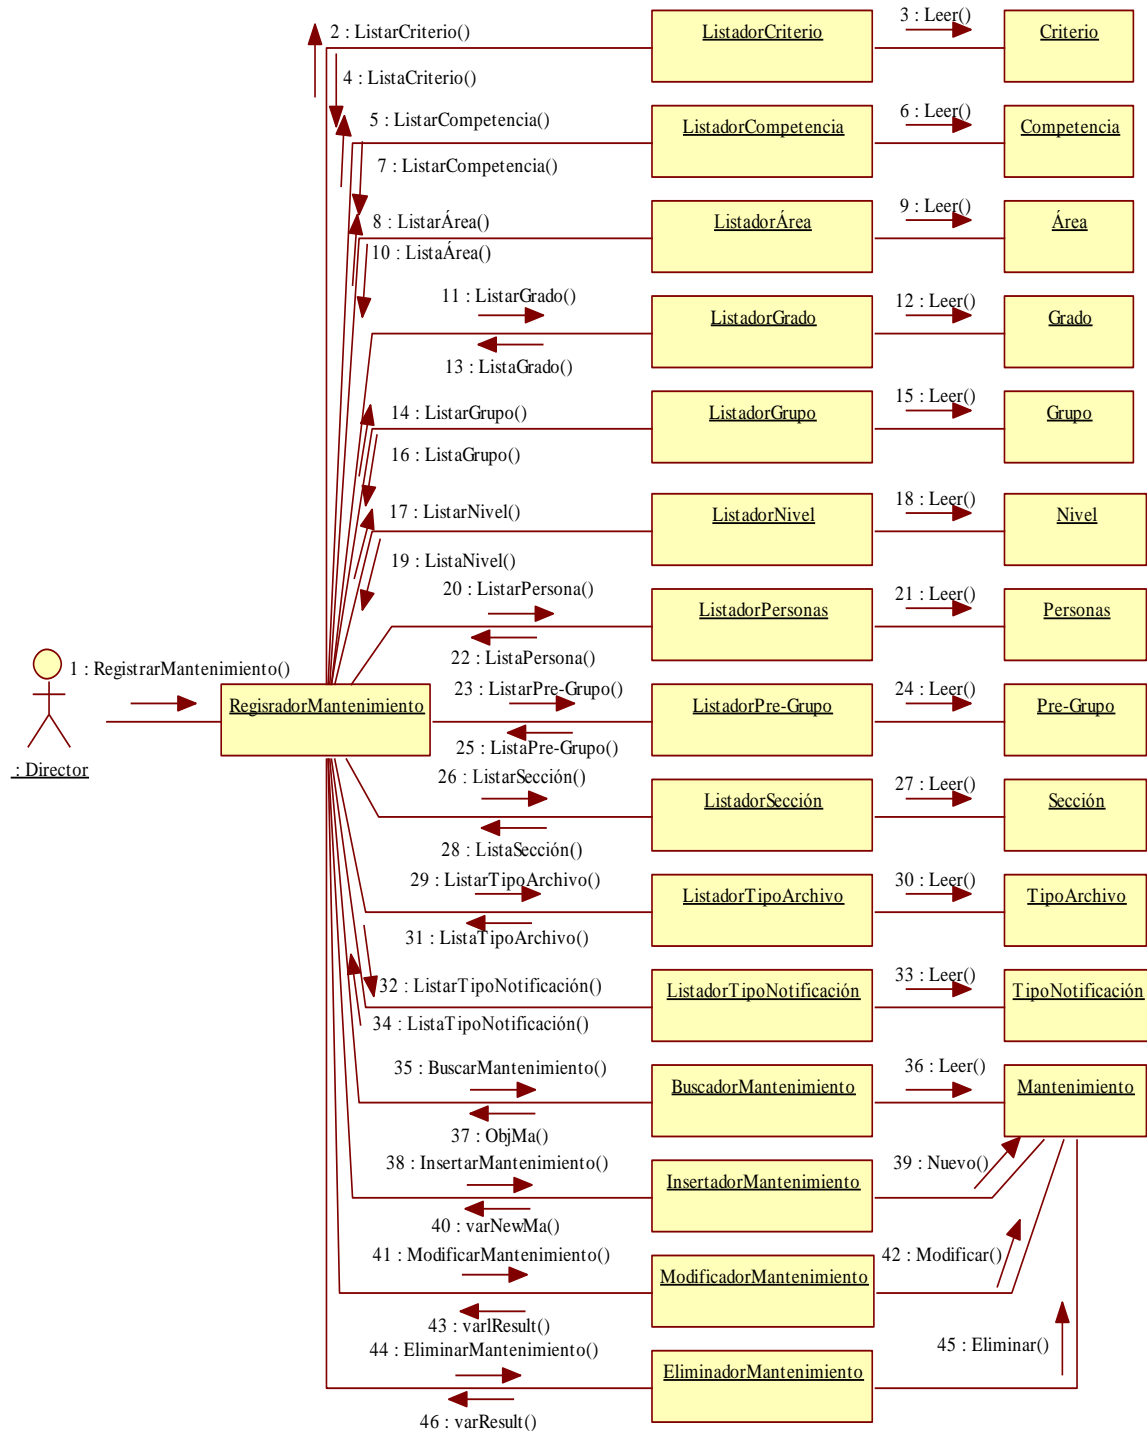 2 : ListarCriterio()
ListadorCriterio
3 : Leer()
Criterio
4 : ListaCriterio()
5 : ListarCompetencia()
ListadorCompetencia
6 : Leer()
Competencia
7 : ListarCompetencia()
8 : ListarÁrea()
ListadorÁrea
9 : Leer()
Área
10 : ListaÁrea()
11 : ListarGrado()
ListadorGrado
12 : Leer()
Grado
13 : ListaGrado()
14 : ListarGrupo()
ListadorGrupo
15 : Leer()
Grupo
16 : ListaGrupo()
17 : ListarNivel()
ListadorNivel
18 : Leer()
Nivel
19 : ListaNivel()
20 : ListarPersona()
ListadorPersonas
21 : Leer()
Personas
22 : ListaPersona()
1 : RegistrarMantenimiento()
: Director
RegisradorMantenimiento
23 : ListarPre-Grupo()
ListadorPre-Grupo
24 : Leer()
Pre-Grupo
25 : ListaPre-Grupo()
26 : ListarSección()
ListadorSección
27 : Leer()
Sección
28 : ListaSección()
29 : ListarTipoArchivo()
ListadorTipoArchivo
30 : Leer()
TipoArchivo
31 : ListaTipoArchivo()
32 : ListarTipoNotificación()
ListadorTipoNotificación
33 : Leer()
TipoNotificación
34 : ListaTipoNotificación()
35 : BuscarMantenimiento()
BuscadorMantenimiento
36 : Leer()
Mantenimiento
37 : ObjMa()
38 : InsertarMantenimiento()
InsertadorMantenimiento
39 : Nuevo()
40 : varNewMa()
41 : ModificarMantenimiento()
ModificadorMantenimiento
42 : Modificar()
43 : varlResult()
44 : EliminarMantenimiento()
EliminadorMantenimiento
45 : Eliminar()
46 : varResult()